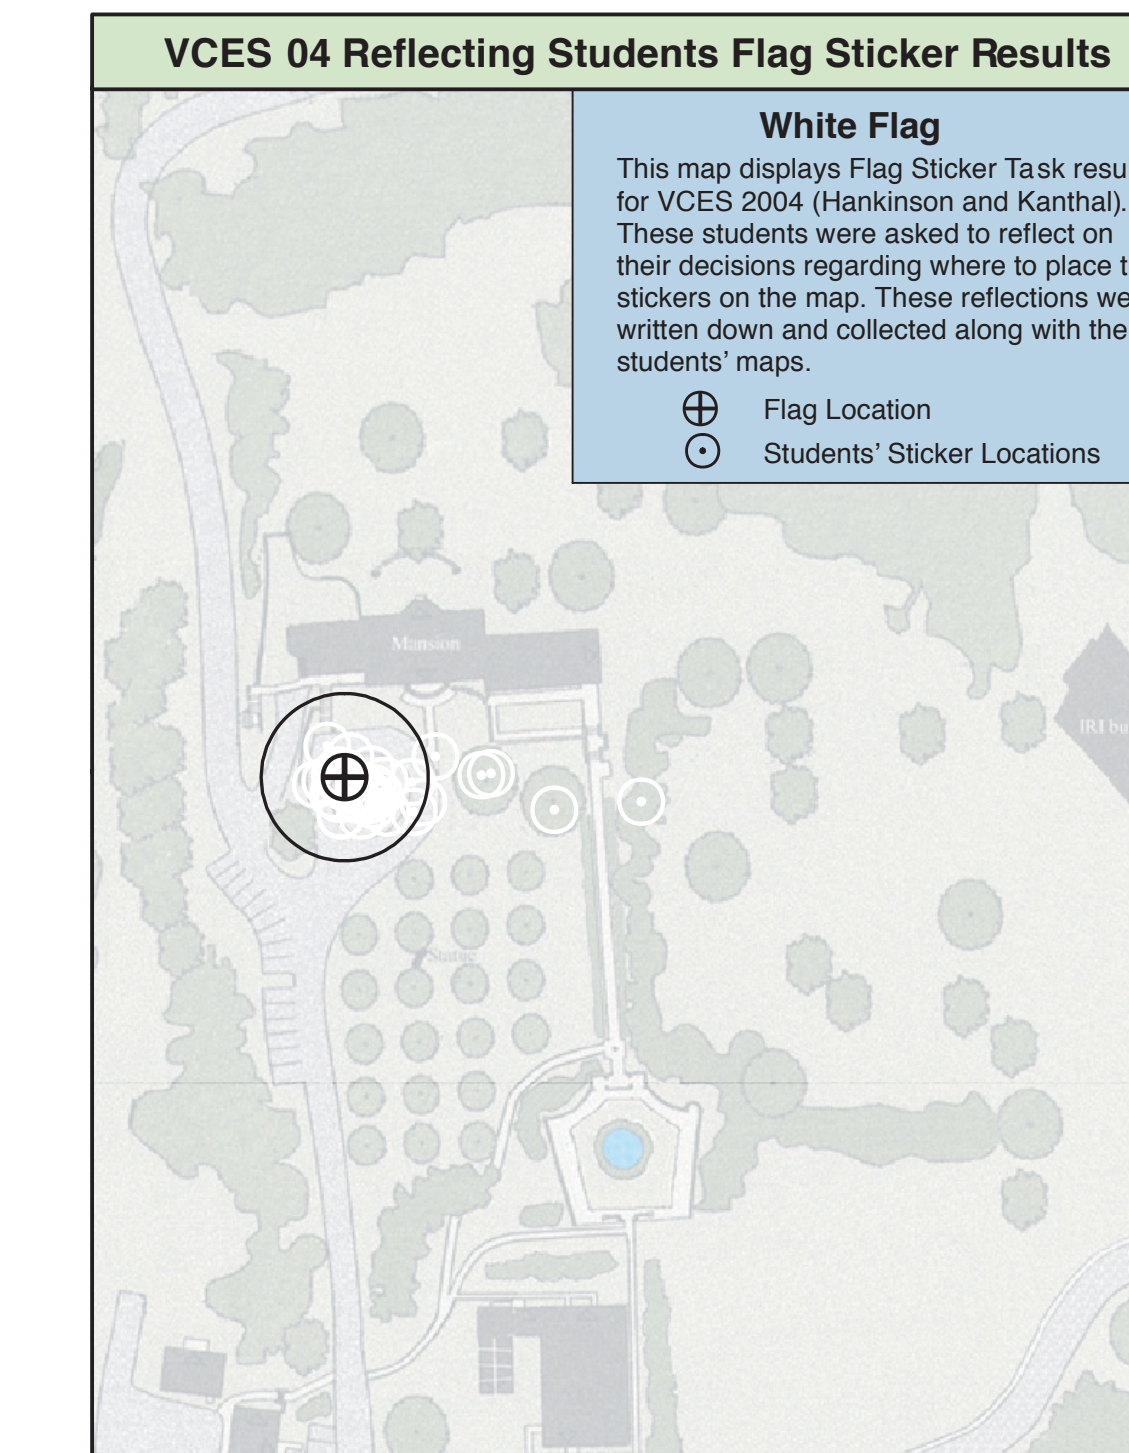 VCES 04 Reflecting Students Flag Sticker Results
White Flag
This map displays Flag Sticker Task resu
for VCES 2004 (Hankinson and Kanthal).
These students were asked to reflect on
their decisions regarding where to place t
stickers on the map. These reflections we
written down and collected along with the
students' maps.
Flag Location
Students' Sticker Locations
Mansion
IRI bu
Statue